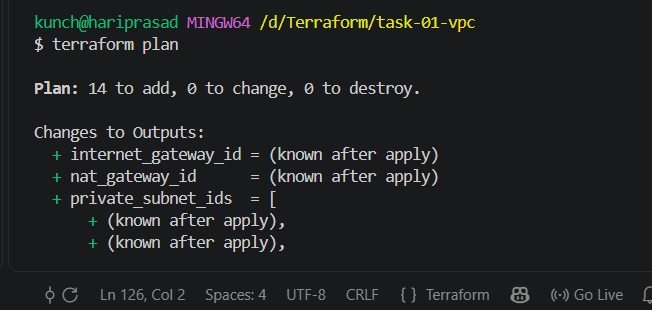 kunch@hariprasad MINGW64 /d/Terraform/task-01-vpc
$ terraform plan
Plan: 14 to add, 0 to change, 0 to destroy.
Changes to Outputs:
+ internet_gateway_id = (known after apply)
+ nat_gateway_id      = (known after apply)
+ private_subnet_ids  = [
+ (known after apply),
+ (known after apply),
Ln 126, Col 2 Spaces: 4 UTF-8 CRLF { } Terraform Go Live